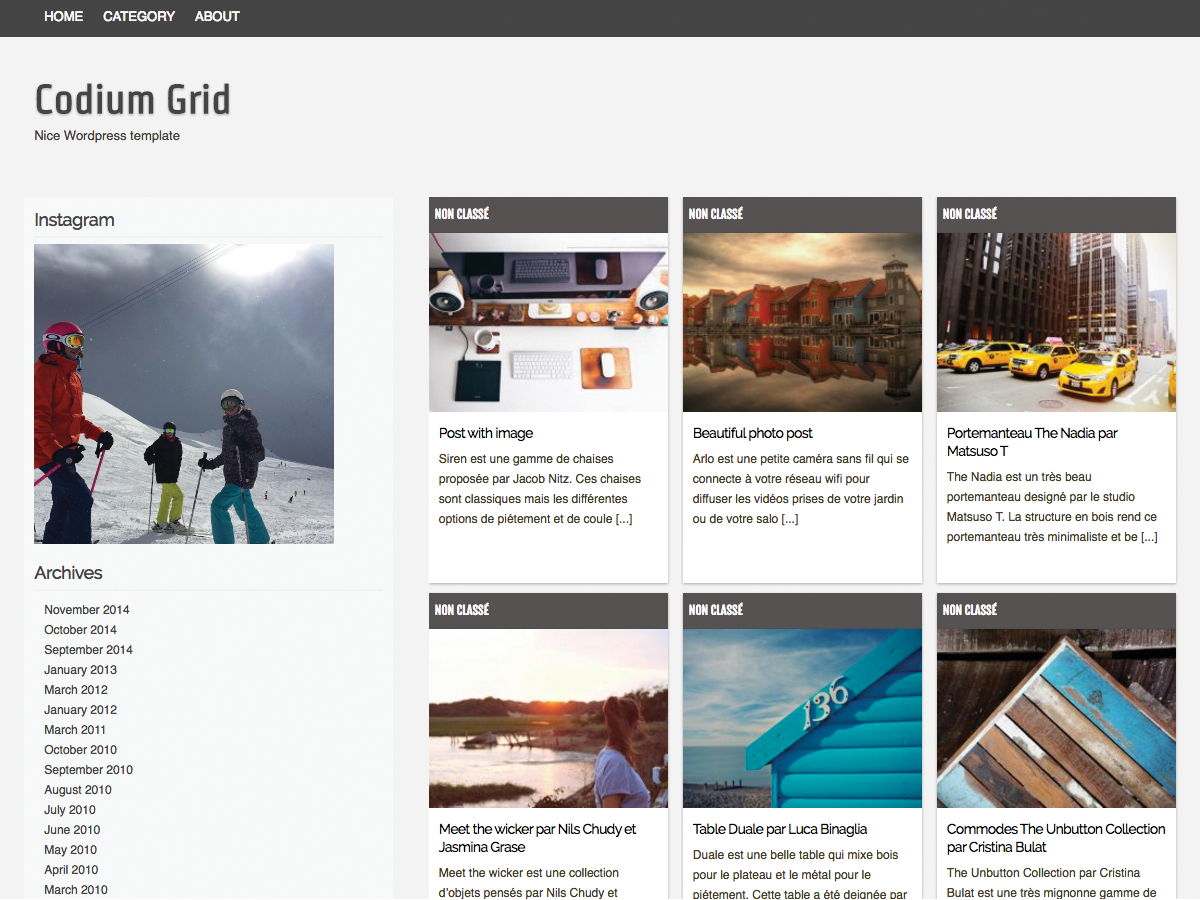 HOME CATEGORY ABOUT
Codium Grid
Nice Wordpress template
Instagram
Archives
November 2014
October 2014
September 2014
January 2013
March 2012
January 2012
March 2011
October 2010
September 2010
August 2010
July 2010
June 2010
May 2010
April 2010
March 2010
NON CLASSÉ
Post with image
Siren est une gamme de chaises
proposée par Jacob Nitz. Ces chaises
sont classiques mais les différentes
options de piétement et de coule [...]
NON CLASSÉ
Beautiful photo post
Arlo est une petite caméra sans fil qui se
connecte à votre réseau wifi pour
diffuser les vidéos prises de votre jardin
ou de votre salo [...]
NON CLASSÉ
Portemanteau The Nadia par
Matsuso T
The Nadia est un très beau
portemanteau designé par le studio
Matsuso T. La structure en bois rend ce
portemanteau très minimaliste et be [...]
NON CLASSÉ
Meet the wicker par Nils Chudy et
Jasmina Grase
Meet the wicker est une collection
d'objets pensés par Nils Chudy et
NON CLASSÉ
136
Table Duale par Luca Binaglia
Duale est une belle table qui mixe bois
pour le plateau et le métal pour le
piétement. Cette table a été deignée par
NON CLASSÉ
Commodes The Unbutton Collection
par Cristina Bulat
The Unbutton Collection par Cristina
Bulat est une très mignonne gamme de